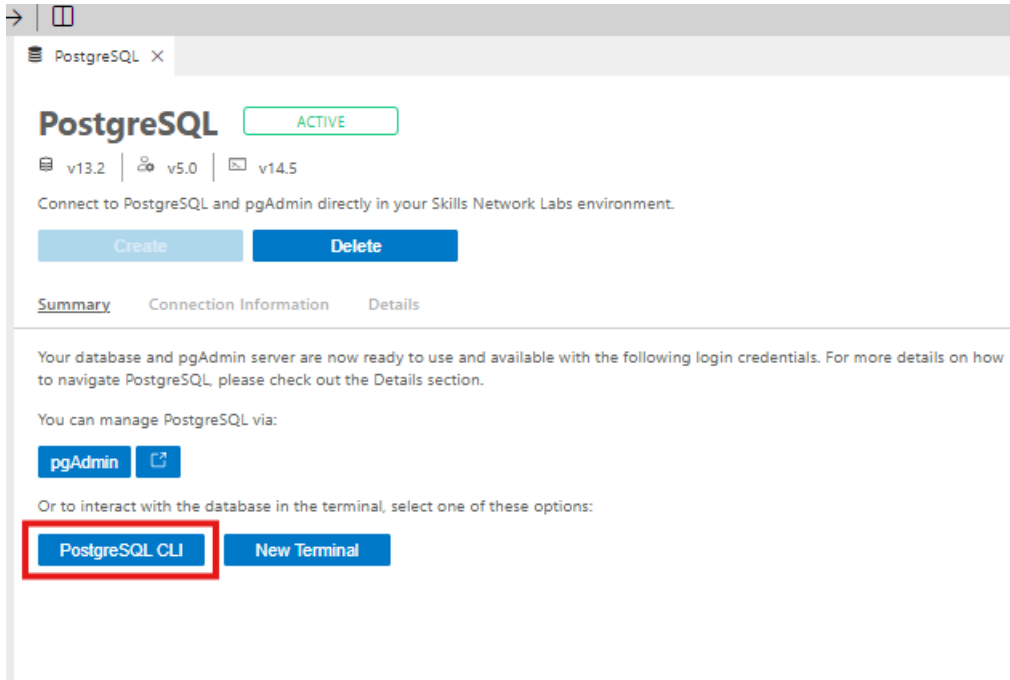 PostgreSQL
PostgreSQL ACTIVE
v13.2 v5.0 v14.5
Connect to PostgreSQL and pgAdmin directly in your Skills Network Labs environment.
Create Delete
Summary Connection Information Details
Your database and pgAdmin server are now ready to use and available with the following login credentials. For more details on how
to navigate PostgreSQL, please check out the Details section.
You can manage PostgreSQL via:
pgAdmin
Or to interact with the database in the terminal, select one of these options:
PostgreSQL CLI New Terminal